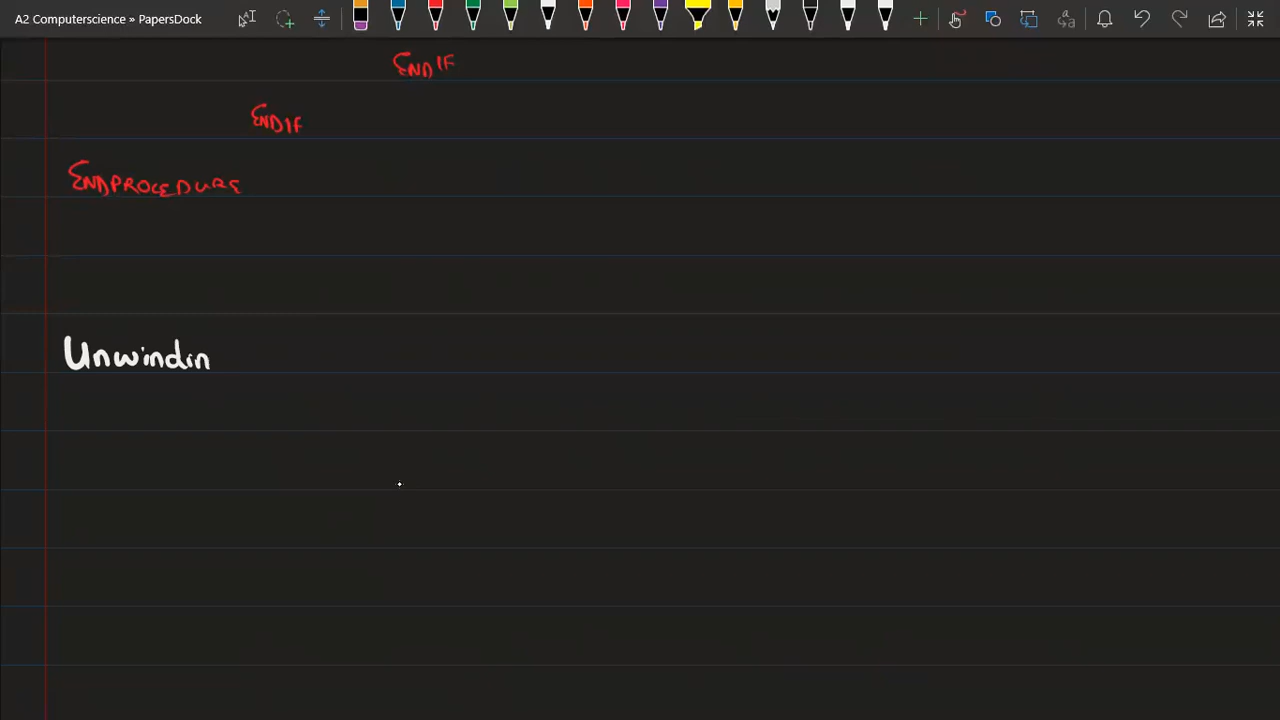 A2 Computerscience » PapersDock
ENDIF
ENDIF
ENDPROCEDURE
Unwindin